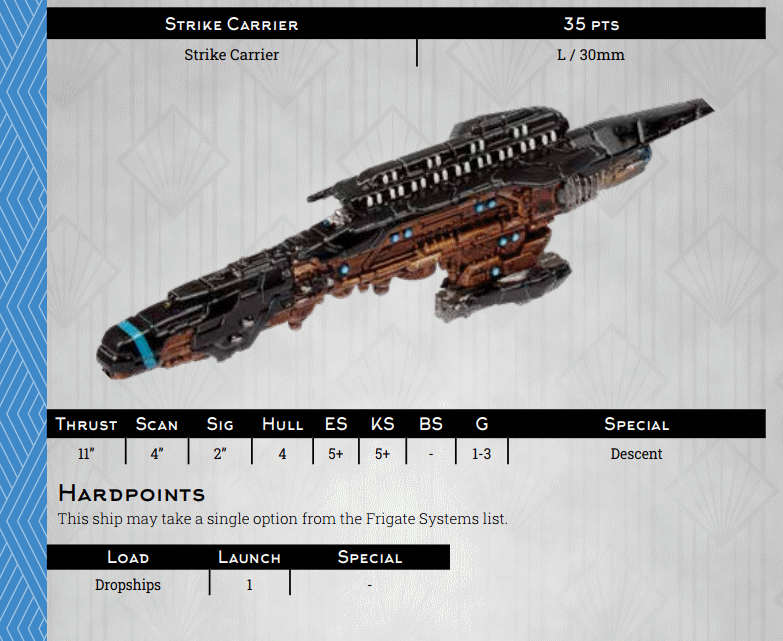 Strike Carrier 35 pts
Strike Carrier L / 30mm
Thrust Scan Sig Hull ES KS BS G Special
11" 4" 2" 4 5+ 5+ - 1-3 Descent
Hardpoints
This ship may take a single option from the Frigate Systems list.
Load Launch Special
Dropships 1 -